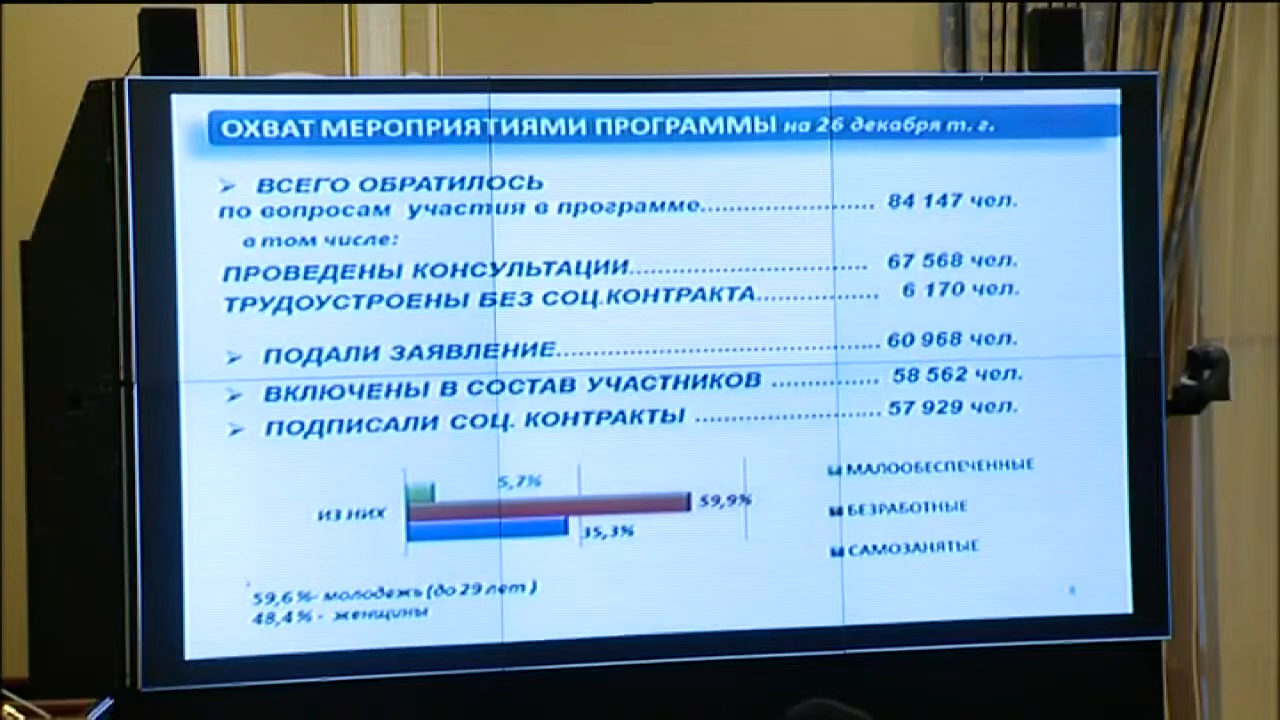 ОХВАТ МЕРОПРИЯТИЯМИ ПРОГРАММЫ на 26 декабря т. г.
➢ ВСЕГО ОБРАТИЛОСЬ
по вопросам участия в программе........................ 84 147 чел.
в том числе:
ПРОВЕДЕНЫ КОНСУЛЬТАЦИИ................................. 67 568 чел.
ТРУДОУСТРОЕНЫ БЕЗ СОЦ.КОНТРАКТА................. 6 170 чел.
➢ ПОДАЛИ ЗАЯВЛЕНИЕ.............................................. 60 968 чел.
➢ ВКЛЮЧЕНЫ В СОСТАВ УЧАСТНИКОВ ............... 58 562 чел.
➢ ПОДПИСАЛИ СОЦ. КОНТРАКТЫ ......................... 57 929 чел.
5,7%
ИЗ НИХ
59,9%
35,3%
МАЛООБЕСПЕЧЕННЫЕ
БЕЗРАБОТНЫЕ
САМОЗАНЯТЫЕ
59,6 %- молодежь (до 29 лет )
48,4 % - женщины